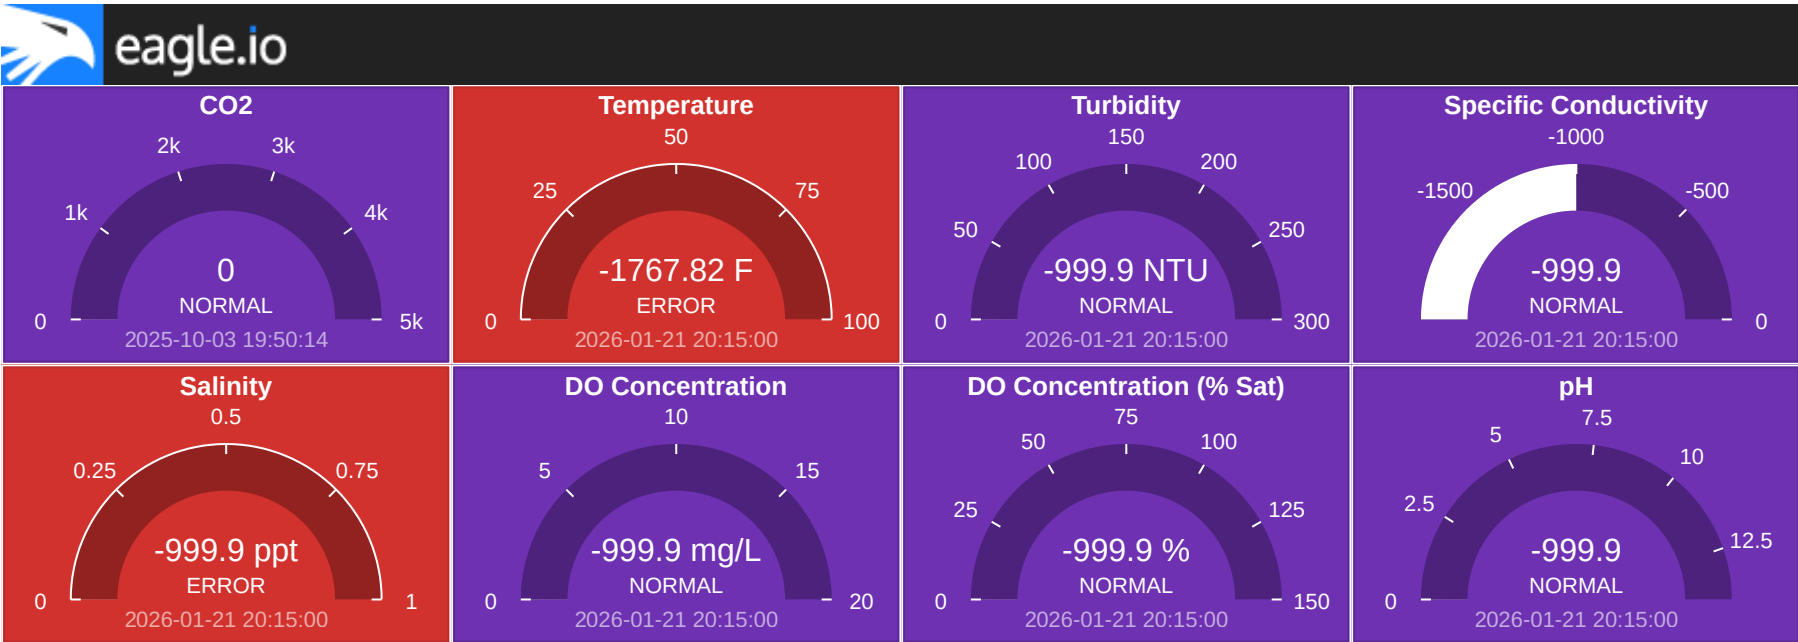 eagle.io
CO2
2k
3k
1k
4k
0
NORMAL
0
5k
2025-10-03 19:50:14
Temperature
50
25
75
-1767.82 F
ERROR
0
100
2026-01-21 20:15:00
Turbidity
150
100
200
50
250
-999.9 NTU
NORMAL
0
300
2026-01-21 20:15:00
Specific Conductivity
-1000
-1500
-500
-999.9
NORMAL
0
2026-01-21 20:15:00
Salinity
0.5
0.25
0.75
-999.9 ppt
ERROR
0
1
2026-01-21 20:15:00
DO Concentration
10
5
15
-999.9 mg/L
NORMAL
0
20
2026-01-21 20:15:00
DO Concentration (% Sat)
75
50
100
25
125
-999.9 %
NORMAL
0
150
2026-01-21 20:15:00
pH
7.5
5
10
2.5
12.5
-999.9
NORMAL
0
2026-01-21 20:15:00